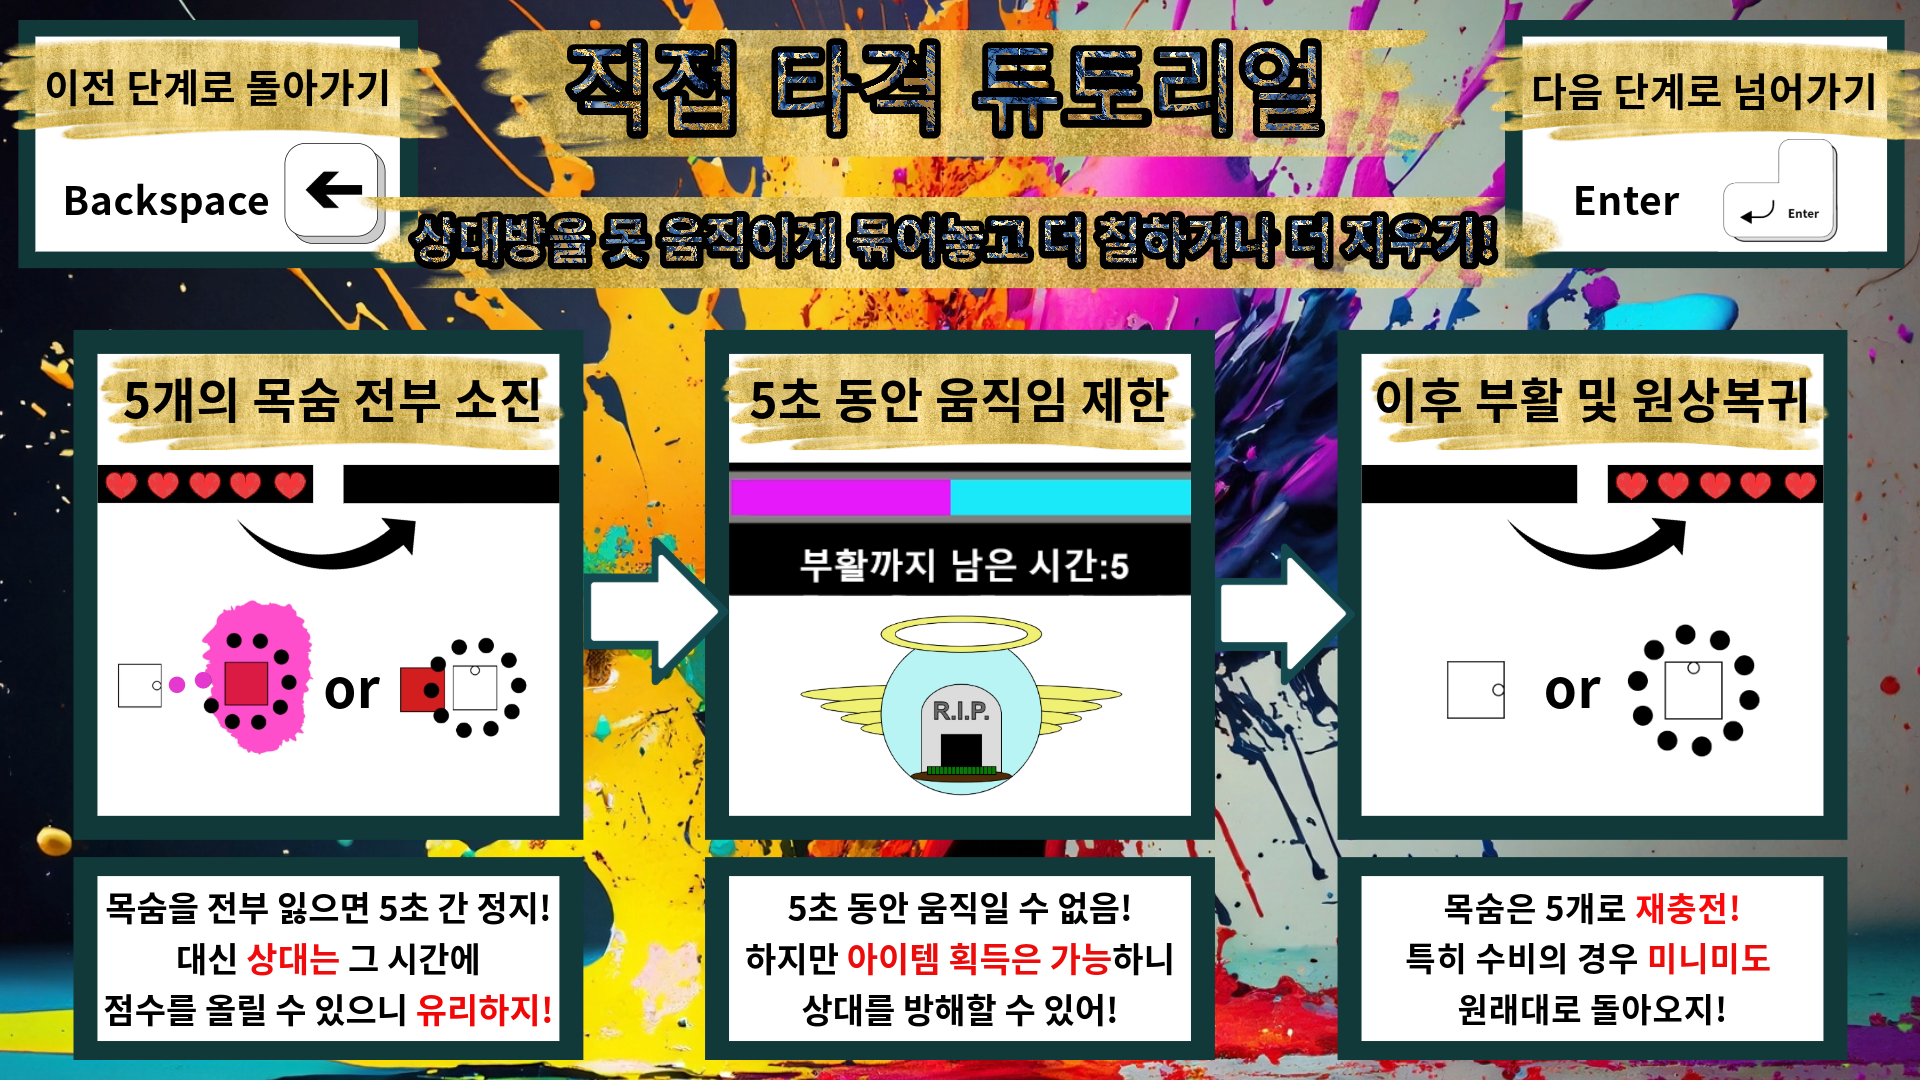 이전 단계로 돌아가기
Backspace
직접 타격 튜토리얼
상대방을 못 움직이게 묶어놓고 더 칠하거나 더 지우기!
다음 단계로 넘어가기
Enter
Enter
5개의 목숨 전부 소진
or
목숨을 전부 잃으면 5초 간 정지!
대신 상대는 그 시간에
점수를 올릴 수 있으니 유리하지!
5초 동안 움직임 제한
부활까지 남은 시간:5
R.I.P.
5초 동안 움직일 수 없음!
하지만 아이템 획득은 가능하니
상대를 방해할 수 있어!
이후 부활 및 원상복귀
or
목숨은 5개로 재충전!
특히 수비의 경우 미니미도
원래대로 돌아오지!